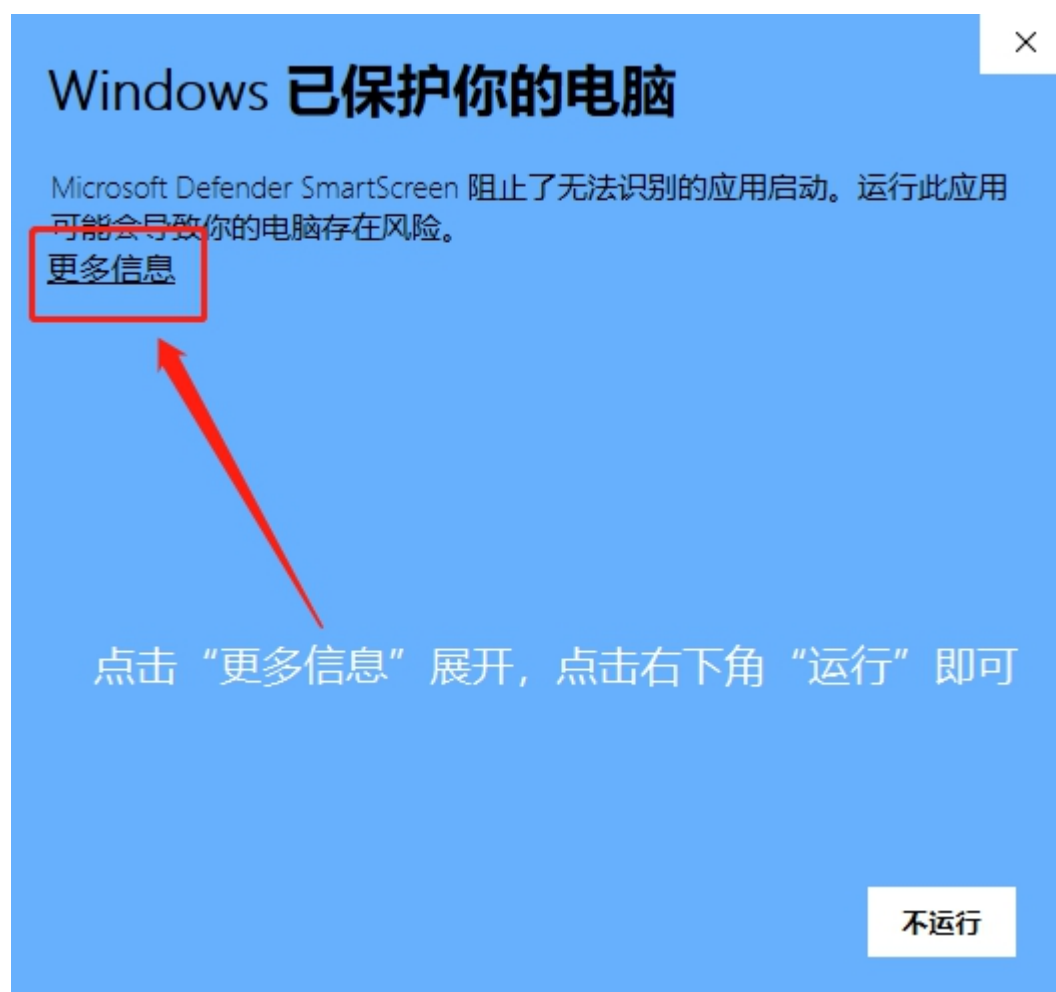 Windows 已保护你的电脑
Microsoft Defender SmartScreen 阻止了无法识别的应用启动。运行此应用
可能会导致你的电脑存在风险。
更多信息
点击“更多信息”展开，点击右下角“运行”即可
不运行